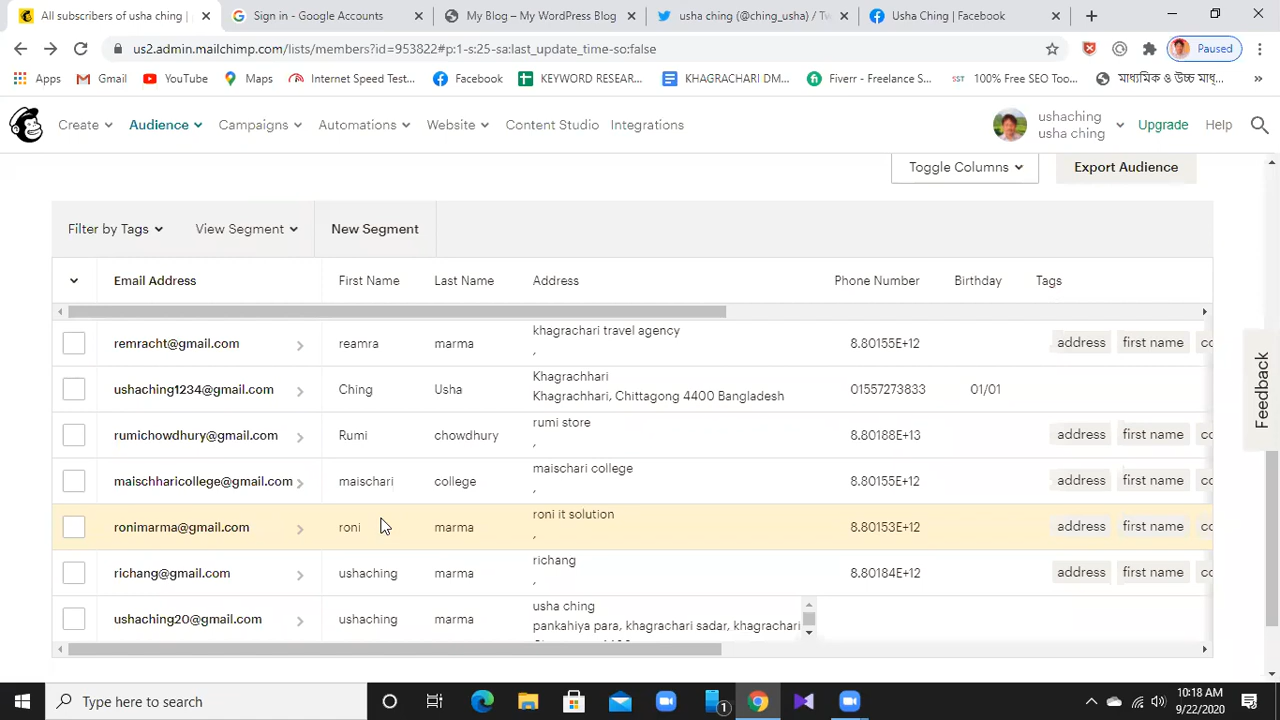 All subscribers of usha ching |
Sign in - Google Accounts
My Blog – My WordPress Blog
usha ching (@ching_usha) / Tw
Usha Ching | Facebook
us2.admin.mailchimp.com/lists/members?id=953822#p:1-s:25-sa:last_update_time-so:false
Paused
Apps
Gmail
YouTube
Maps
Internet Speed Test...
Facebook
KEYWORD RESEAR...
KHAGRACHARI DM...
Fiverr - Freelance S...
SST 100% Free SEO Too...
মাধ্যমিক ও উচ্চ মাধ্...
Create
Audience
Campaigns
Automations
Website
Content Studio
Integrations
ushaching
usha ching
Upgrade
Help
Toggle Columns
Export Audience
Filter by Tags
View Segment
New Segment
Email Address First Name Last Name Address Phone Number Birthday Tags
remracht@gmail.com reamra marma khagrachari travel agency
, 8.80155E+12 address first name co
ushaching1234@gmail.com Ching Usha Khagrachhari
Khagrachhari, Chittagong 4400 Bangladesh 01557273833 01/01
rumichowdhury@gmail.com Rumi chowdhury rumi store
, 8.80188E+13 address first name co
maischharicollege@gmail.com maischari college maischari college
, 8.80155E+12 address first name co
ronimarma@gmail.com roni marma roni it solution
, 8.80153E+12 address first name co
richang@gmail.com ushaching marma richang
, 8.80184E+12 address first name co
ushaching20@gmail.com ushaching marma usha ching
pankahiya para, khagrachari sadar, khagrachari
Feedback
Type here to search
1
10:18 AM
9/22/2020